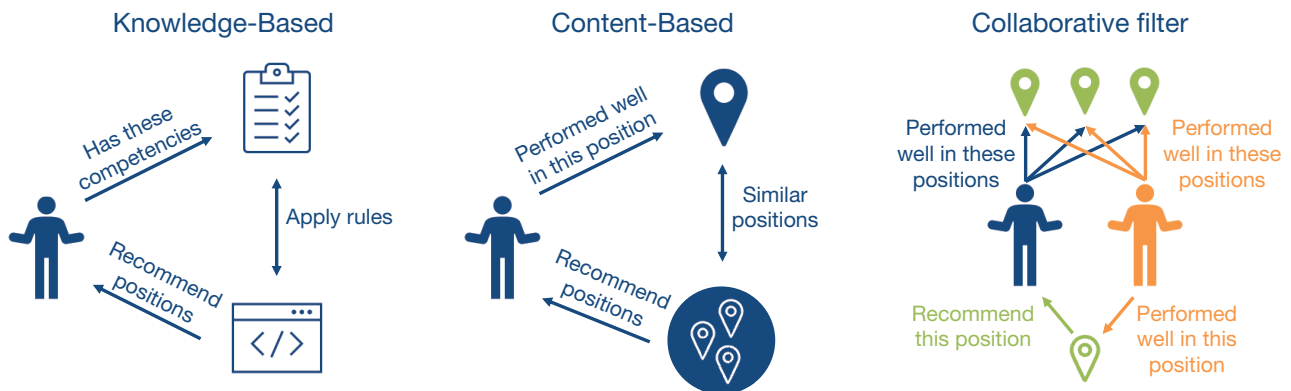 Knowledge-Based
Has these
competencies
Apply rules
Recommend
positions
</>
Content-Based
Performed well
in this position
Similar
positions
Recommend
positions
Collaborative filter
Performed
well in these
positions
Performed
well in these
positions
Recommend
this position
Performed
well in this
position